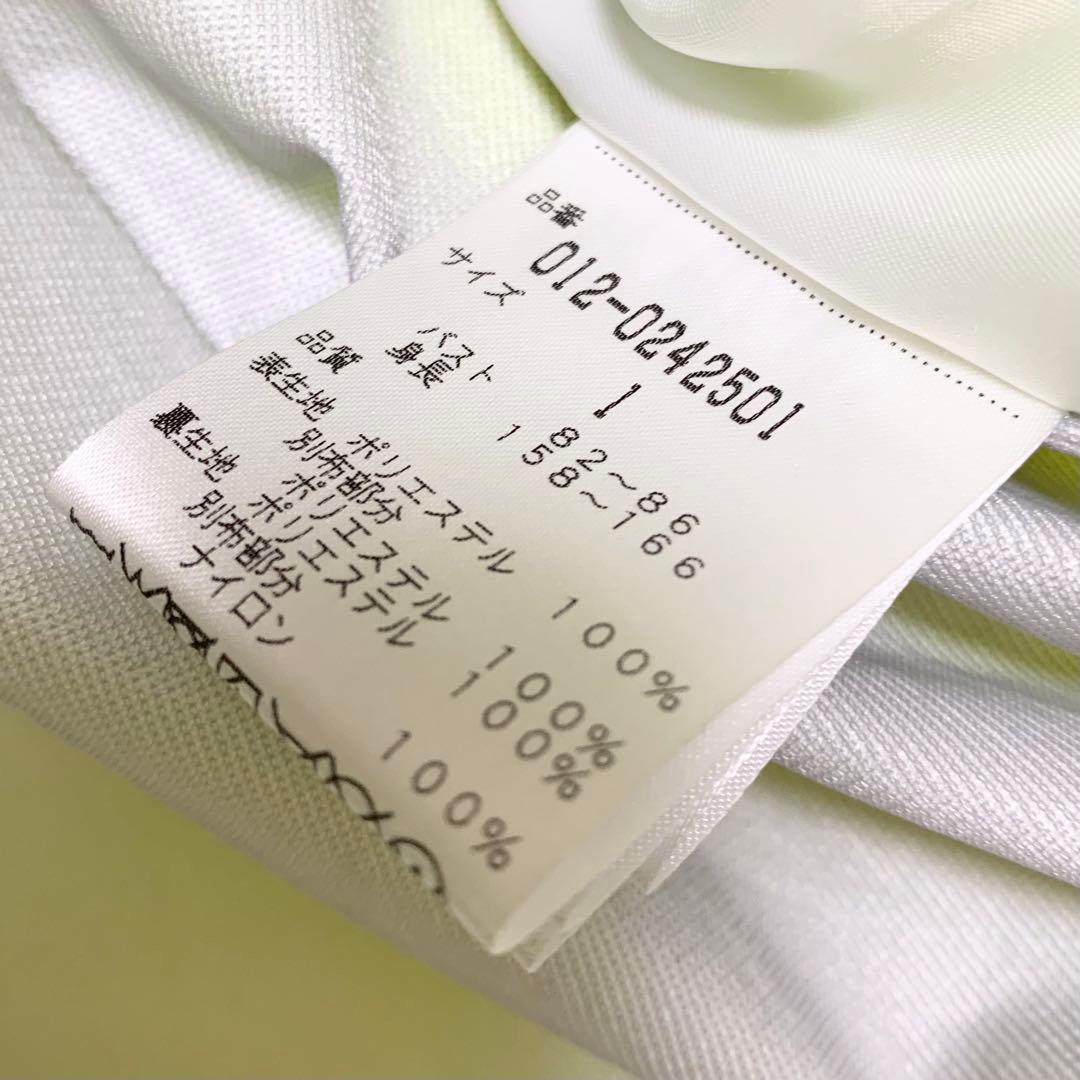 品番
012-0242501
サイズ 1
バスト 82～86
身長 158～166
品質
表生地 ポリエステル 100%
別布部分
ポリエステル 100%
裏生地 ポリエステル 100%
別布部分
ナイロン 100%